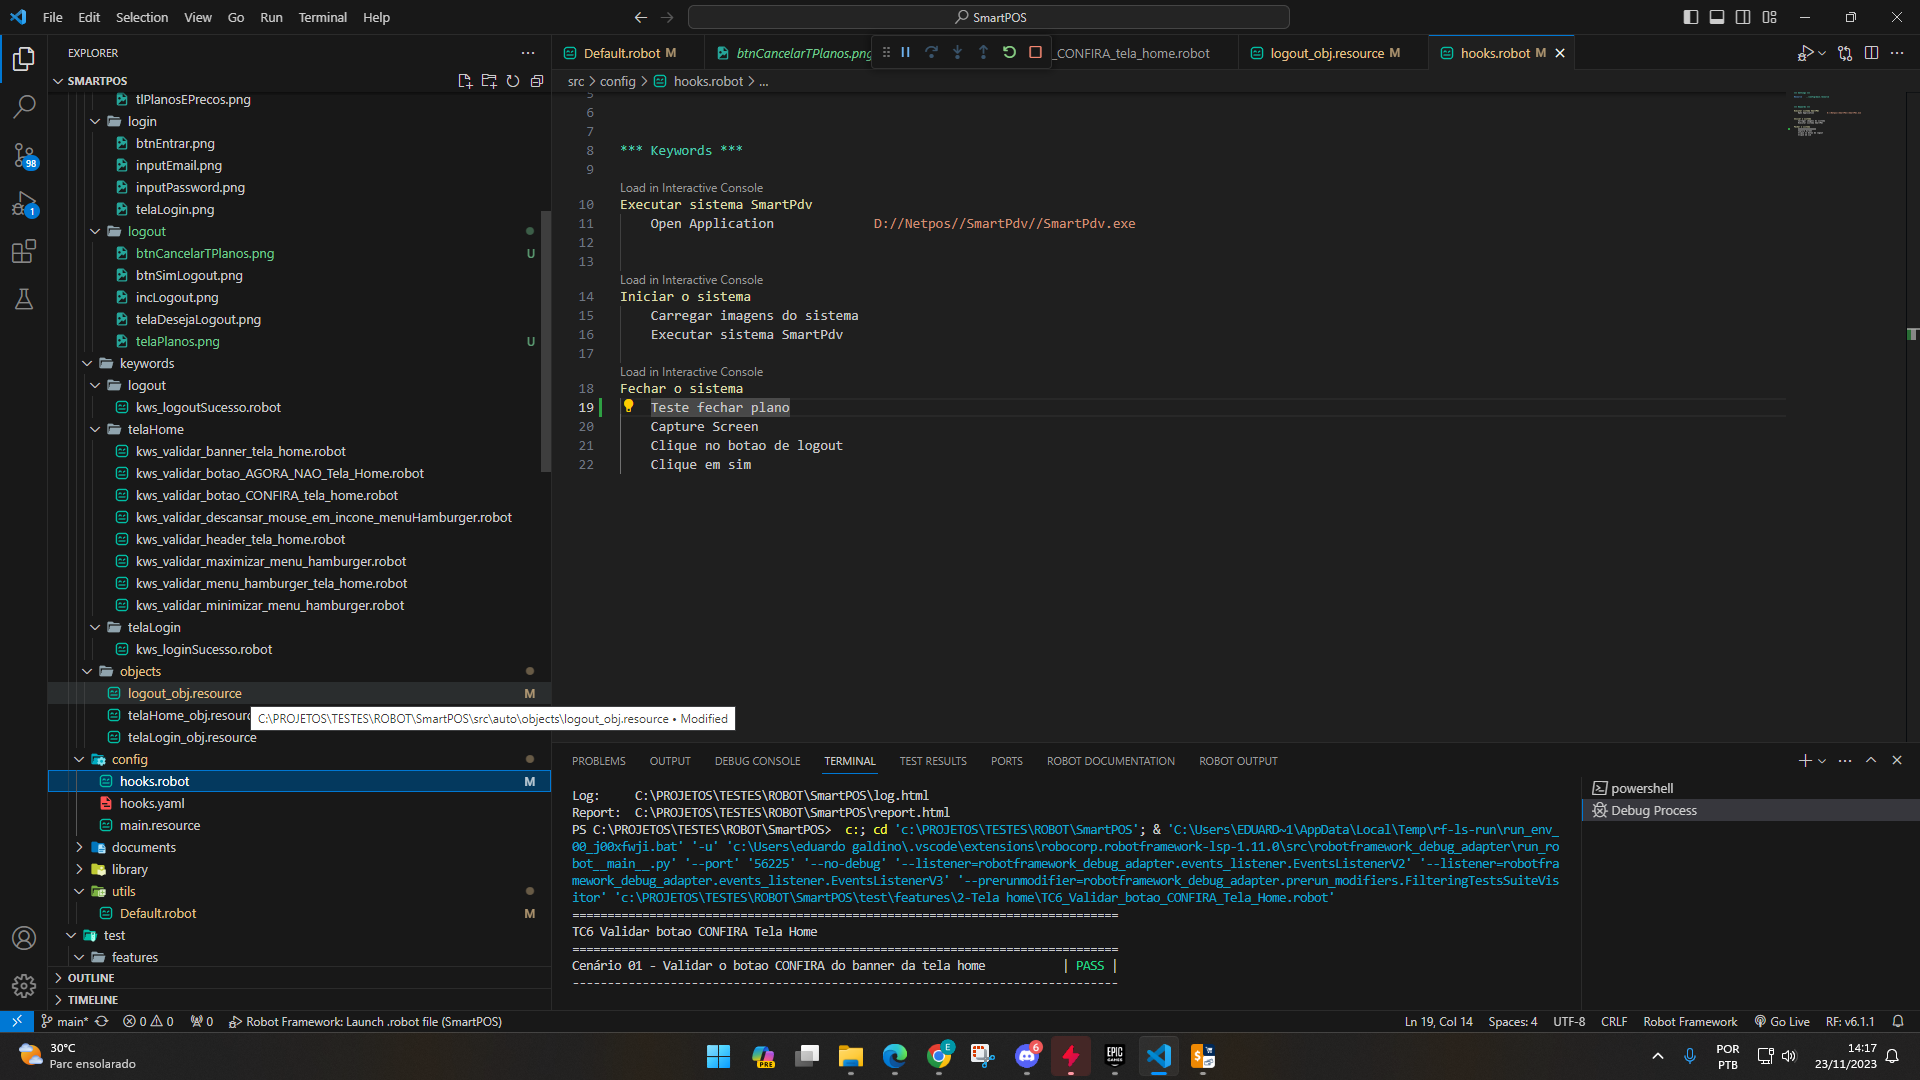 File Edit Selection View Go Run Terminal Help
SmartPOS
EXPLORER
SMARTPOS
tlPlanosEPrecos.png
login
btnEntrar.png
inputEmail.png
inputPassword.png
telaLogin.png
logout
btnCancelarTPlanos.png U
btnSimLogout.png
incLogout.png
telaDesejaLogout.png
telaPlanos.png U
keywords
logout
kws_logoutSucesso.robot
telaHome
kws_validar_banner_tela_home.robot
kws_validar_botao_AGORA_NAO_Tela_Home.robot
kws_validar_botao_CONFIRA_tela_home.robot
kws_validar_descansar_mouse_em_incone_menuHamburger.robot
kws_validar_header_tela_home.robot
kws_validar_maximizar_menu_hamburger.robot
kws_validar_menu_hamburger_tela_home.robot
kws_validar_minimizar_menu_hamburger.robot
telaLogin
kws_loginSucesso.robot
objects
logout_obj.resource M
telaHome_obj.resourc
C:\PROJETOS\TESTES\ROBOT\SmartPOS\src\auto\objects\logout_obj.resource • Modified
telaLogin_obj.resource
config
hooks.robot M
hooks.yaml
main.resource
documents
library
utils
Default.robot M
test
features
OUTLINE
TIMELINE
98
1
Default.robot M
btnCancelarTPlanos.png
_CONFIRA_tela_home.robot
logout_obj.resource M
hooks.robot M
src > config > hooks.robot > ...
5
6
7
8 *** Keywords ***
9
Load in Interactive Console
10 Executar sistema SmartPdv
11 Open Application D://Netpos//SmartPdv//SmartPdv.exe
12
13
Load in Interactive Console
14 Iniciar o sistema
15 Carregar imagens do sistema
16 Executar sistema SmartPdv
17
Load in Interactive Console
18 Fechar o sistema
19 Teste fechar plano
20 Capture Screen
21 Clique no botao de logout
22 Clique em sim
PROBLEMS OUTPUT DEBUG CONSOLE TERMINAL TEST RESULTS PORTS ROBOT DOCUMENTATION ROBOT OUTPUT
Log: C:\PROJETOS\TESTES\ROBOT\SmartPOS\log.html
Report: C:\PROJETOS\TESTES\ROBOT\SmartPOS\report.html
PS C:\PROJETOS\TESTES\ROBOT\SmartPOS> c:; cd 'c:\PROJETOS\TESTES\ROBOT\SmartPOS'; & 'C:\Users\EDUARD~1\AppData\Local\Temp\rf-ls-run\run_env_
00_j00xfwji.bat' '-u' 'c:\Users\eduardo galdino\.vscode\extensions\robocorp.robotframework-lsp-1.11.0\src\robotframework_debug_adapter\run_ro
bot__main__.py' '--port' '56225' '--no-debug' '--listener=robotframework_debug_adapter.events_listener.EventsListenerV2' '--listener=robotfra
mework_debug_adapter.events_listener.EventsListenerV3' '--prerunmodifier=robotframework_debug_adapter.prerun_modifiers.FilteringTestsSuiteVis
itor' 'c:\PROJETOS\TESTES\ROBOT\SmartPOS\test\features\2-Tela home\TC6_Validar_botao_CONFIRA_Tela_Home.robot'
==============================================================================
TC6 Validar botao CONFIRA Tela Home
==============================================================================
Cenário 01 - Validar o botao CONFIRA do banner da tela home | PASS |
------------------------------------------------------------------------------
powershell
Debug Process
main* 0 0 0 Robot Framework: Launch .robot file (SmartPOS)
Ln 19, Col 14 Spaces: 4 UTF-8 CRLF Robot Framework Go Live RF: v6.1.1
30°C
Parc ensolarado
PRE
E
6
EPIC
GAMES
POR
PTB
14:17
23/11/2023